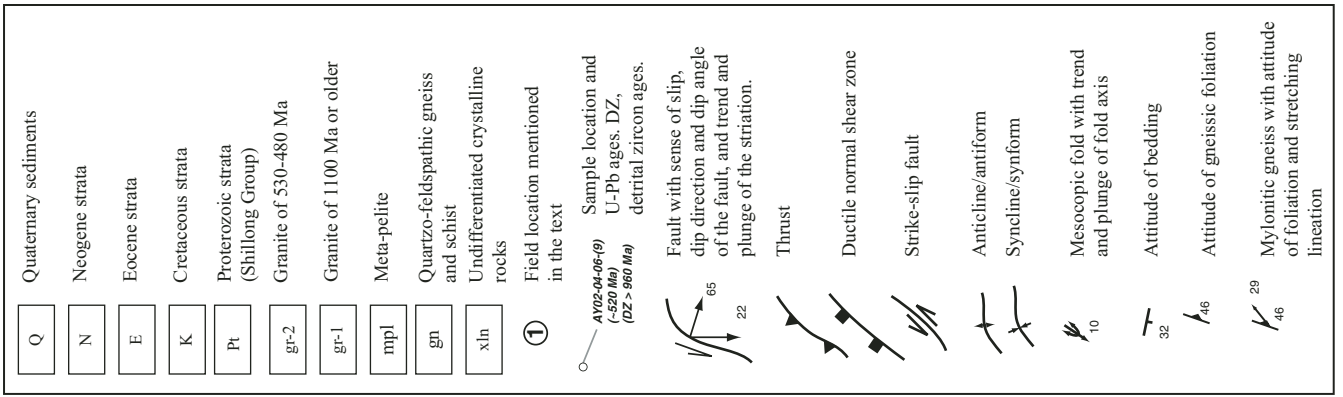 Q
Quaternary sediments
N
Neogene strata
E
Eocene strata
K
Cretaceous strata
Pt
Proterozoic strata
(Shillong Group)
gr-2
Granite of 530-480 Ma
gr-1
Granite of 1100 Ma or older
mpl
Meta-pelite
gn
Quartzo-feldspathic gneiss
and schist
xln
Undifferentiated crystalline
rocks
1
Field location mentioned
in the text
AY02-04-06-(9)
(~520 Ma)
(DZ > 960 Ma)
Sample location and
U-Pb ages. DZ,
detrital zircon ages.
65
22
Fault with sense of slip,
dip direction and dip angle
of the fault, and trend and
plunge of the striation.
Thrust
Ductile normal shear zone
Strike-slip fault
Anticline/antiform
Syncline/synform
10
Mesocopic fold with trend
and plunge of fold axis
32
Attitude of bedding
46
Attitude of gneissic foliation
29
46
Mylonitic gneiss with attitude
of foliation and stretching
lineation